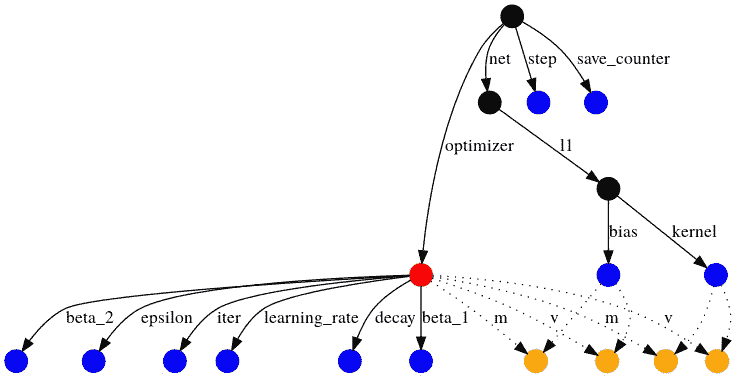 net
step
save_counter
optimizer
l1
bias
kernel
beta_2
epsilon
iter
learning_rate
decay
beta_1
m
v
m
v